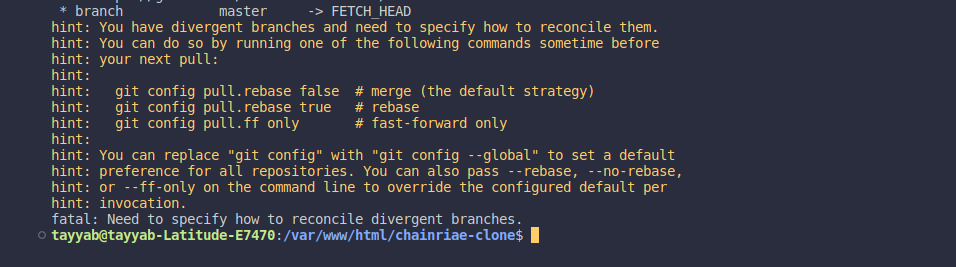 * branch            master     -> FETCH_HEAD
hint: You have divergent branches and need to specify how to reconcile them.
hint: You can do so by running one of the following commands sometime before
hint: your next pull:
hint:
hint:   git config pull.rebase false  # merge (the default strategy)
hint:   git config pull.rebase true   # rebase
hint:   git config pull.ff only       # fast-forward only
hint:
hint: You can replace "git config" with "git config --global" to set a default
hint: preference for all repositories. You can also pass --rebase, --no-rebase,
hint: or --ff-only on the command line to override the configured default per
hint: invocation.
fatal: Need to specify how to reconcile divergent branches.
tayyab@tayyab-Latitude-E7470:/var/www/html/chainriae-clone$